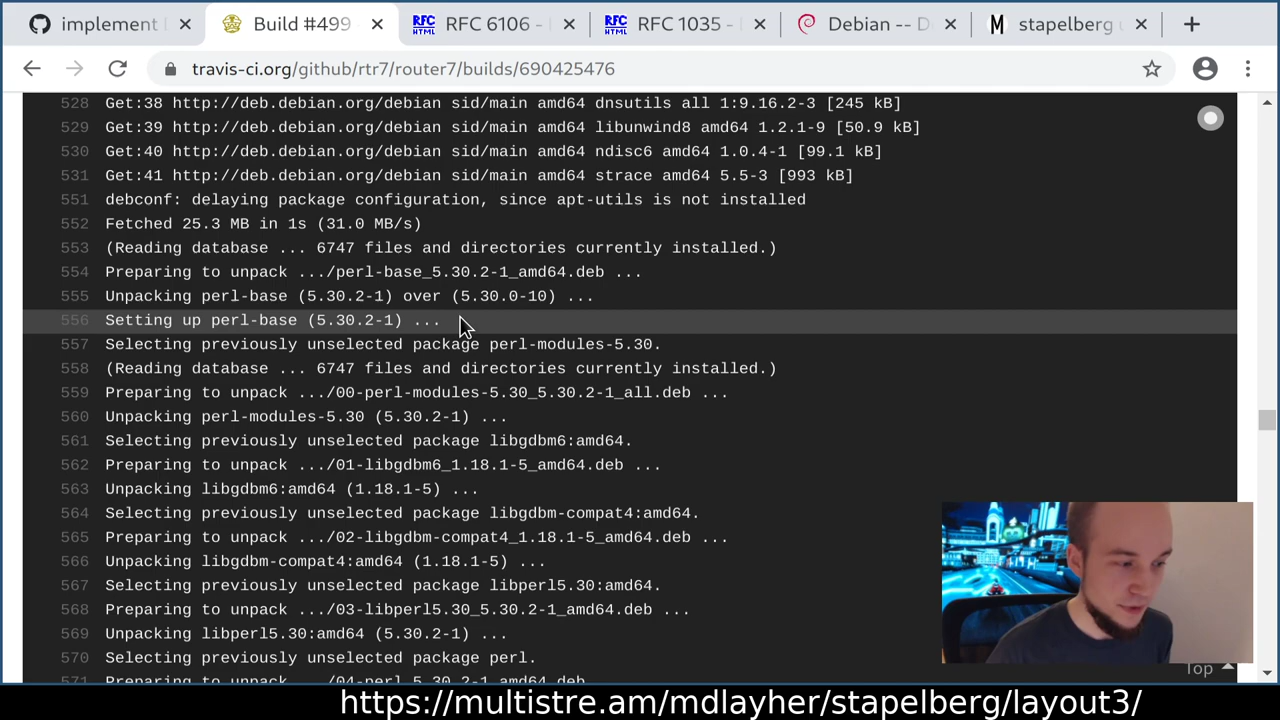 implement
Build #499
RFC HTML
RFC 6106 -
RFC HTML
RFC 1035 -
Debian -- D
M
stapelberg
travis-ci.org/github/rtr7/router7/builds/690425476
528 Get:38 http://deb.debian.org/debian sid/main amd64 dnsutils all 1:9.16.2-3 [245 kB]
529 Get:39 http://deb.debian.org/debian sid/main amd64 libunwind8 amd64 1.2.1-9 [50.9 kB]
530 Get:40 http://deb.debian.org/debian sid/main amd64 ndisc6 amd64 1.0.4-1 [99.1 kB]
531 Get:41 http://deb.debian.org/debian sid/main amd64 strace amd64 5.5-3 [993 kB]
551 debconf: delaying package configuration, since apt-utils is not installed
552 Fetched 25.3 MB in 1s (31.0 MB/s)
553 (Reading database ... 6747 files and directories currently installed.)
554 Preparing to unpack .../perl-base_5.30.2-1_amd64.deb ...
555 Unpacking perl-base (5.30.2-1) over (5.30.0-10) ...
556 Setting up perl-base (5.30.2-1) ...
557 Selecting previously unselected package perl-modules-5.30.
558 (Reading database ... 6747 files and directories currently installed.)
559 Preparing to unpack .../00-perl-modules-5.30_5.30.2-1_all.deb ...
560 Unpacking perl-modules-5.30 (5.30.2-1) ...
561 Selecting previously unselected package libgdbm6:amd64.
562 Preparing to unpack .../01-libgdbm6_1.18.1-5_amd64.deb ...
563 Unpacking libgdbm6:amd64 (1.18.1-5) ...
564 Selecting previously unselected package libgdbm-compat4:amd64.
565 Preparing to unpack .../02-libgdbm-compat4_1.18.1-5_amd64.deb ...
566 Unpacking libgdbm-compat4:amd64 (1.18.1-5) ...
567 Selecting previously unselected package libperl5.30:amd64.
568 Preparing to unpack .../03-libperl5.30_5.30.2-1_amd64.deb ...
569 Unpacking libperl5.30:amd64 (5.30.2-1) ...
570 Selecting previously unselected package perl.
571 Preparing to unpack .../04-perl_5.30.2-1_amd64.deb ...
Top
https://multistre.am/mdlayher/stapelberg/layout3/